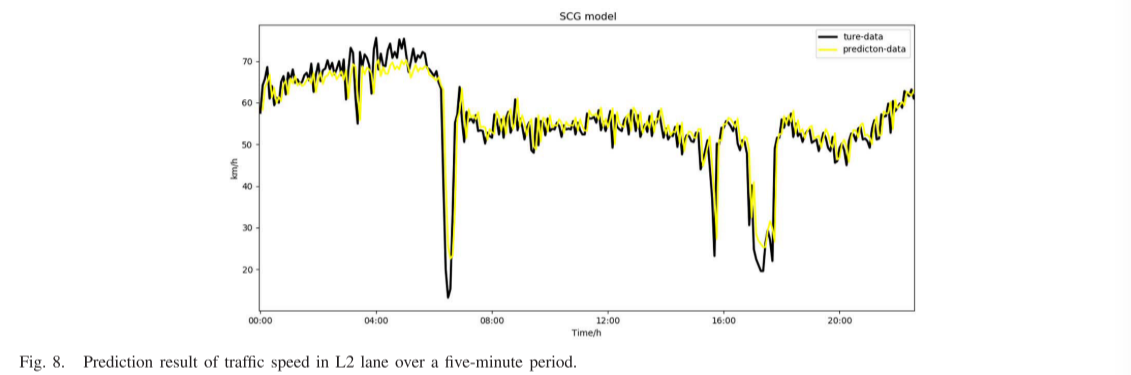 SCG model
ture-data
predicton-data
70
60
50
40
30
20
km/h
00:00 04:00 08:00 12:00 16:00 20:00
Time/h
Fig. 8. Prediction result of traffic speed in L2 lane over a five-minute period.